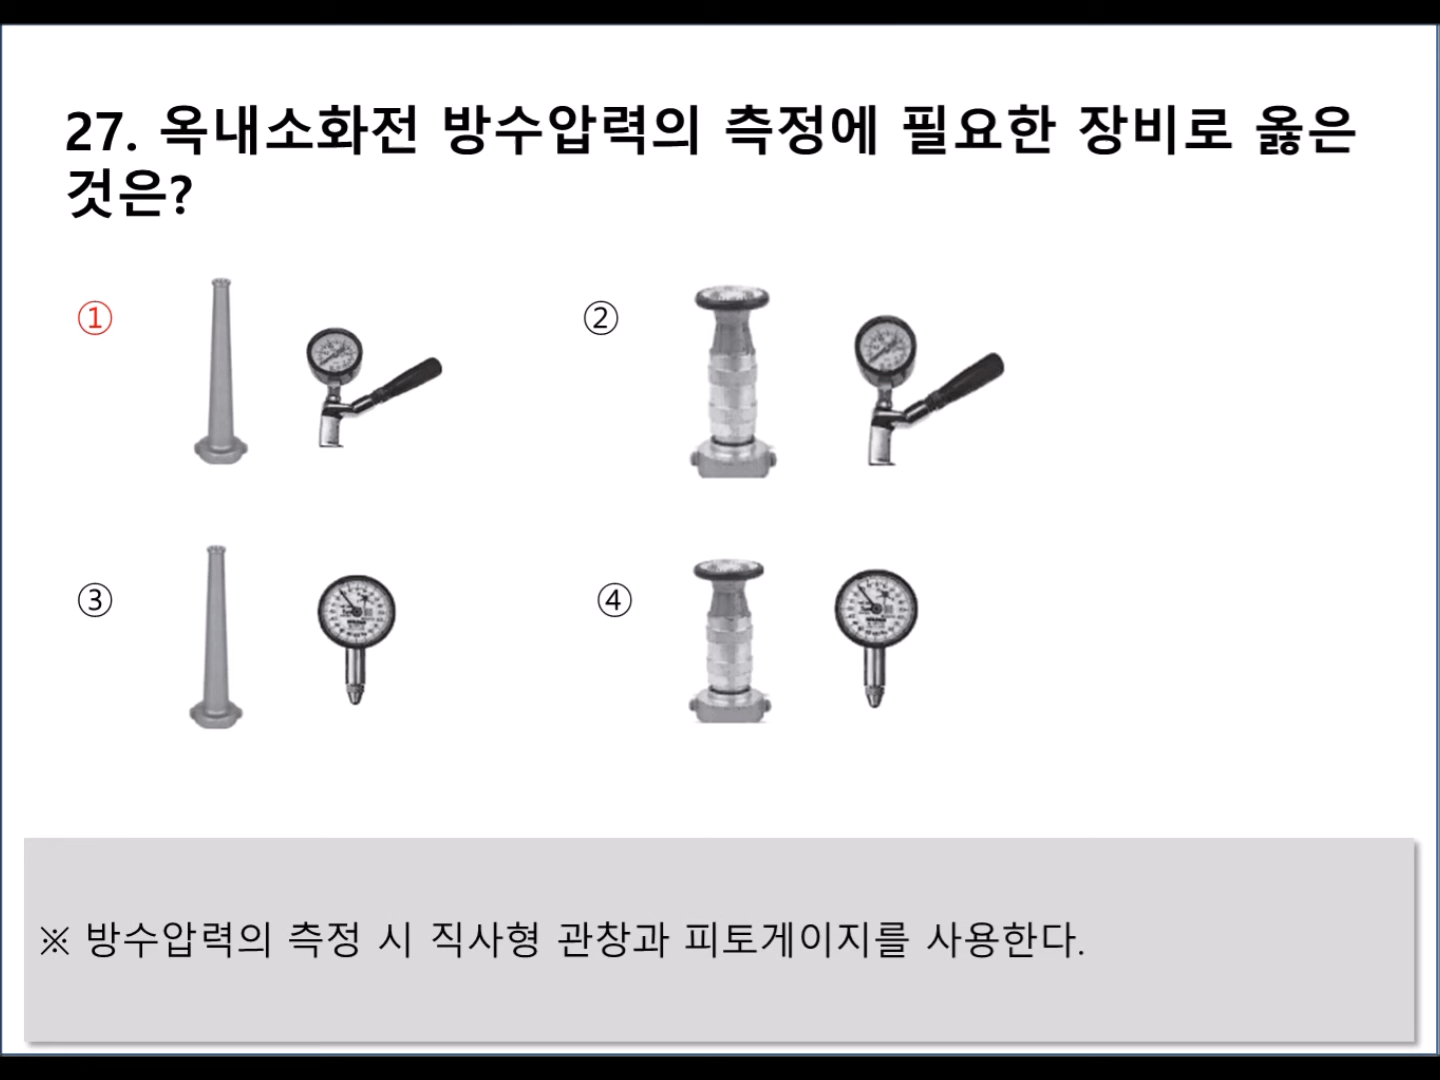 27. 옥내소화전 방수압력의 측정에 필요한 장비로 옳은
것은?
①
②
③
④
※ 방수압력의 측정 시 직사형 관창과 피토게이지를 사용한다.